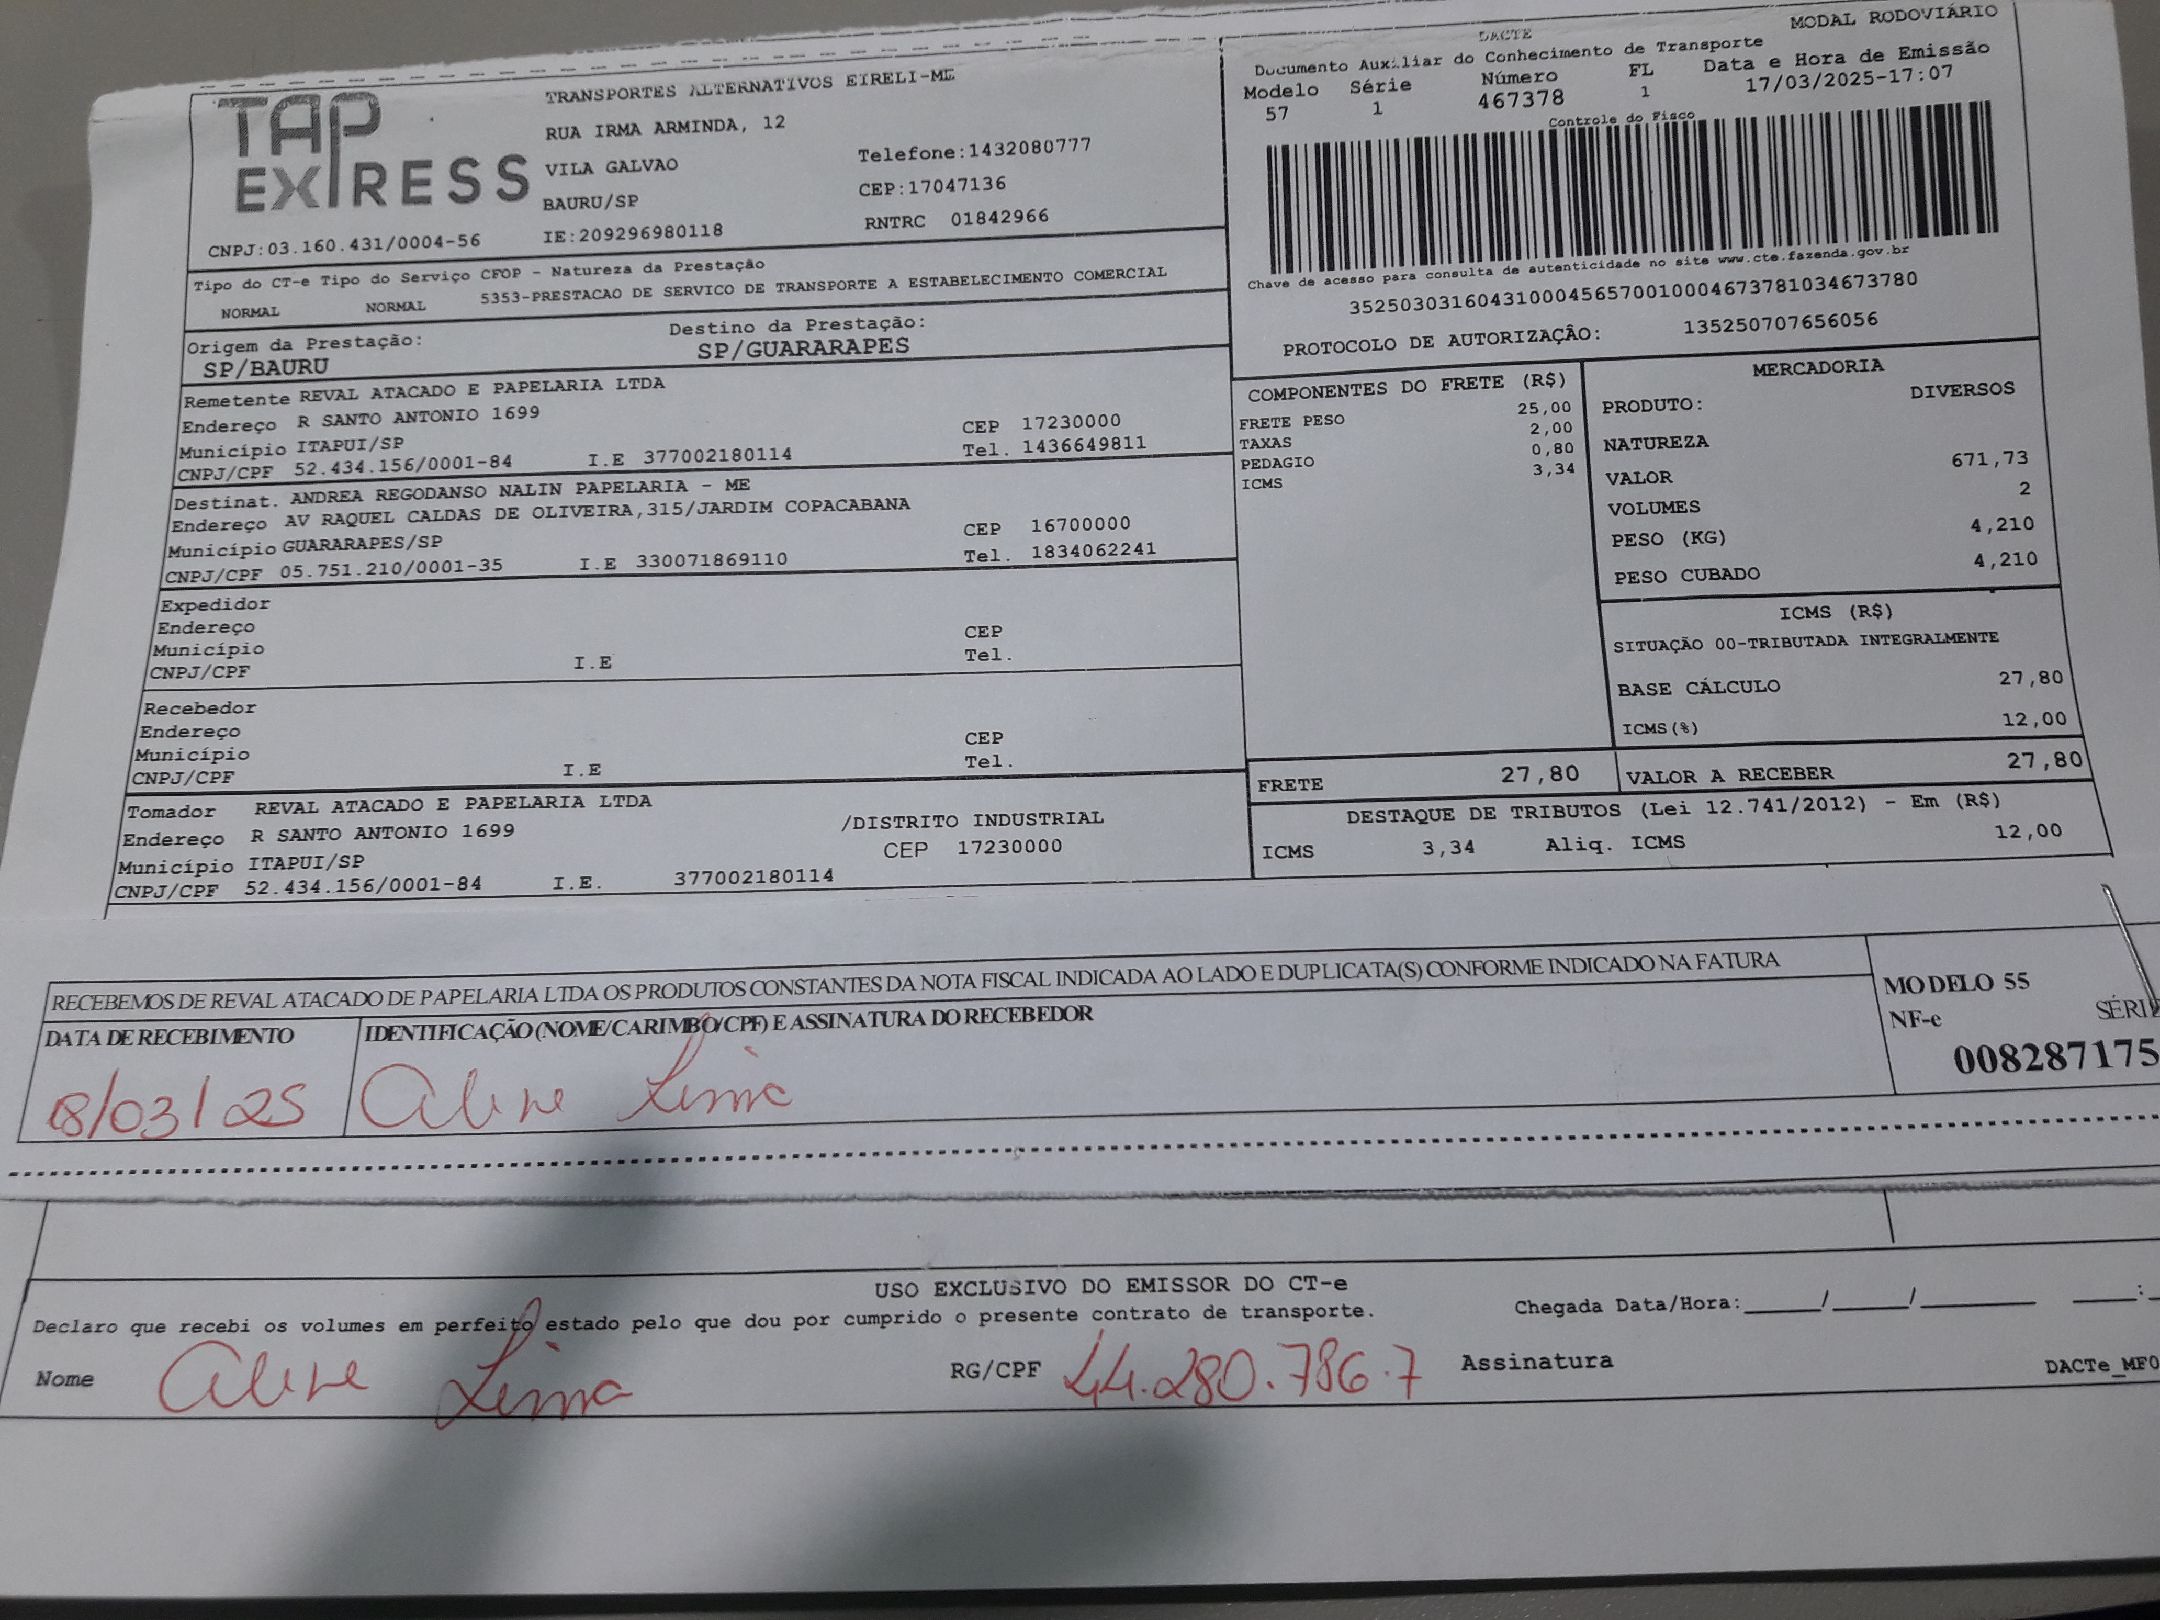 TAP EXPRESS
CNPJ:03.160.431/0004-56
TRANSPORTES ALTERNATIVOS EIRELI-ME
RUA IRMA ARMINDA, 12
VILA GALVAO
BAURU/SP
IE:209296980118
Telefone:1432080777
CEP:17047136
RNTRC 01842966
MODAL RODOVIÁRIO
DACTE
Documento Auxiliar do Conhecimento de Transporte
Modelo Série Número FL Data e Hora de Emissão
57 1 467378 1 17/03/2025-17:07
Controle do Fisco
Chave de acesso para consulta de autenticidade no site www.cte.fazenda.gov.br
35250303160431000456570010004673781034673780
PROTOCOLO DE AUTORIZAÇÂO: 135250707656056
Tipo do CT-e Tipo do Serviço CFOP - Natureza da Prestação
NORMAL NORMAL 5353-PRESTACAO DE SERVICO DE TRANSPORTE A ESTABELECIMENTO COMERCIAL
Origem da Prestação: Destino da Prestação:
SP/BAURU SP/GUARARAPES
Remetente REVAL ATACADO E PAPELARIA LTDA
Endereço R SANTO ANTONIO 1699 CEP 17230000
Município ITAPUI/SP Tel. 1436649811
CNPJ/CPF 52.434.156/0001-84 I.E 377002180114
Destinat. ANDREA REGODANSO NALIN PAPELARIA - ME
Endereço AV RAQUEL CALDAS DE OLIVEIRA,315/JARDIM COPACABANA
Município GUARARAPES/SP CEP 16700000
CNPJ/CPF 05.751.210/0001-35 I.E 330071869110 Tel. 1834062241
Expedidor
Endereço
Município CEP
CNPJ/CPF I.E Tel.
Recebedor
Endereço
Município CEP
CNPJ/CPF I.E Tel.
Tomador REVAL ATACADO E PAPELARIA LTDA
Endereço R SANTO ANTONIO 1699 /DISTRITO INDUSTRIAL
Município ITAPUI/SP CEP 17230000
CNPJ/CPF 52.434.156/0001-84 I.E. 377002180114
COMPONENTES DO FRETE (R$)
FRETE PESO 25,00
TAXAS 2,00
PEDAGIO 0,80
ICMS 3,34
MERCADORIA
PRODUTO: DIVERSOS
NATUREZA
VALOR 671,73
VOLUMES 2
PESO (KG) 4,210
PESO CUBADO 4,210
ICMS (R$)
SITUAÇÃO 00-TRIBUTADA INTEGRALMENTE
BASE CÁLCULO 27,80
ICMS(%) 12,00
FRETE 27,80 VALOR A RECEBER 27,80
DESTAQUE DE TRIBUTOS (Lei 12.741/2012) - Em (R$)
ICMS 3,34 Aliq. ICMS 12,00
RECEBEMOS DE REVAL ATACADO DE PAPELARIA LTDA OS PRODUTOS CONSTANTES DA NOTA FISCAL INDICADA AO LADO E DUPLICATA(S) CONFORME INDICADO NA FATURA
DATA DE RECEBIMENTO IDENTIFICAÇÃO (NOME/CARIMBO/CPF) E ASSINATURA DO RECEBEDOR
18/03/25 Aline Lima
MODELO 55
NF-e SÉRIE
008287175
USO EXCLUSIVO DO EMISSOR DO CT-e
Declaro que recebi os volumes em perfeito estado pelo que dou por cumprido o presente contrato de transporte.
Chegada Data/Hora:____/____/______ ___:
Nome Aline Lima RG/CPF 44.280.786.7 Assinatura
DACTe_MF0